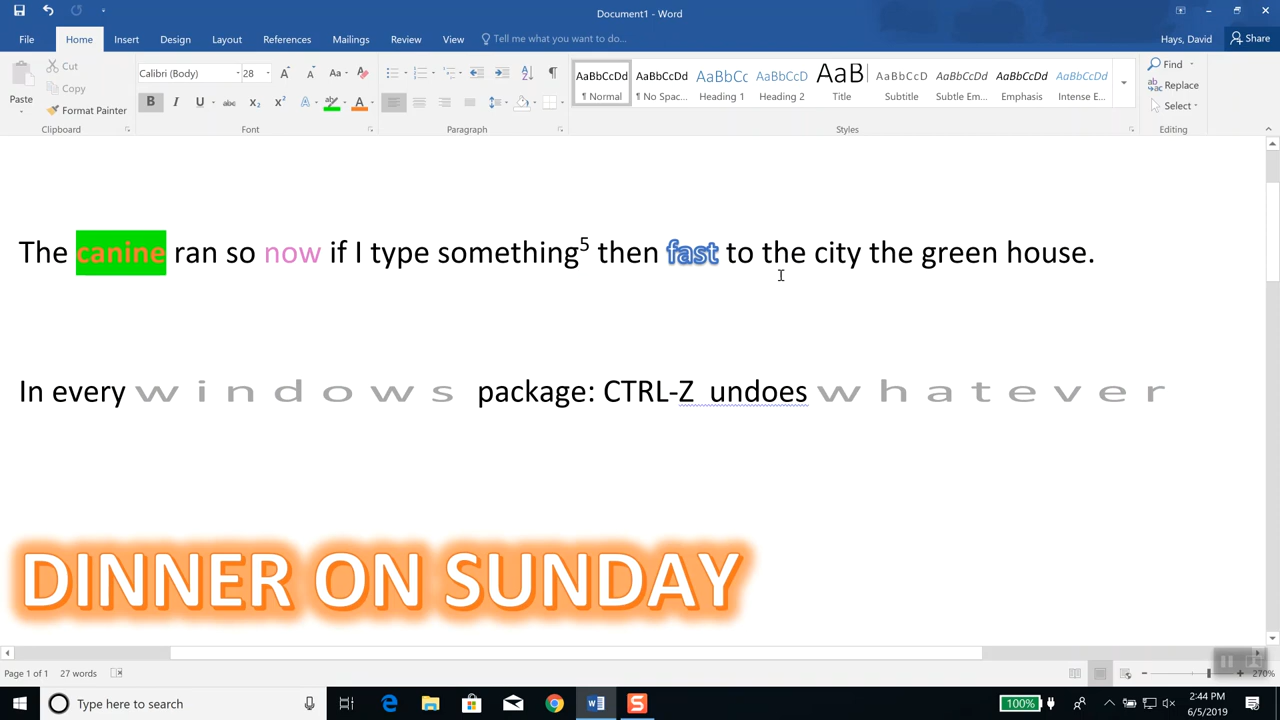 Document1 - Word
File Home Insert Design Layout References Mailings Review View Tell me what you want to do... Hays, David Share
Paste Cut Copy Format Painter Clipboard
Calibri (Body) 28 Font
Paragraph
AaBbCcDd AaBbCcDd AaBbCc AaBbCcD AaB AaBbCcD AaBbCcDd AaBbCcDd AaBbCcDd
¶ Normal ¶ No Spac... Heading 1 Heading 2 Title Subtitle Subtle Em... Emphasis Intense E...
Styles
Find Replace Select Editing
The canine ran so now if I type something⁵ then fast to the city the green house.
In every windows package: CTRL-Z undoes whatever
DINNER ON SUNDAY
Page 1 of 1 27 words 270%
Type here to search 100% 2:44 PM
6/5/2019